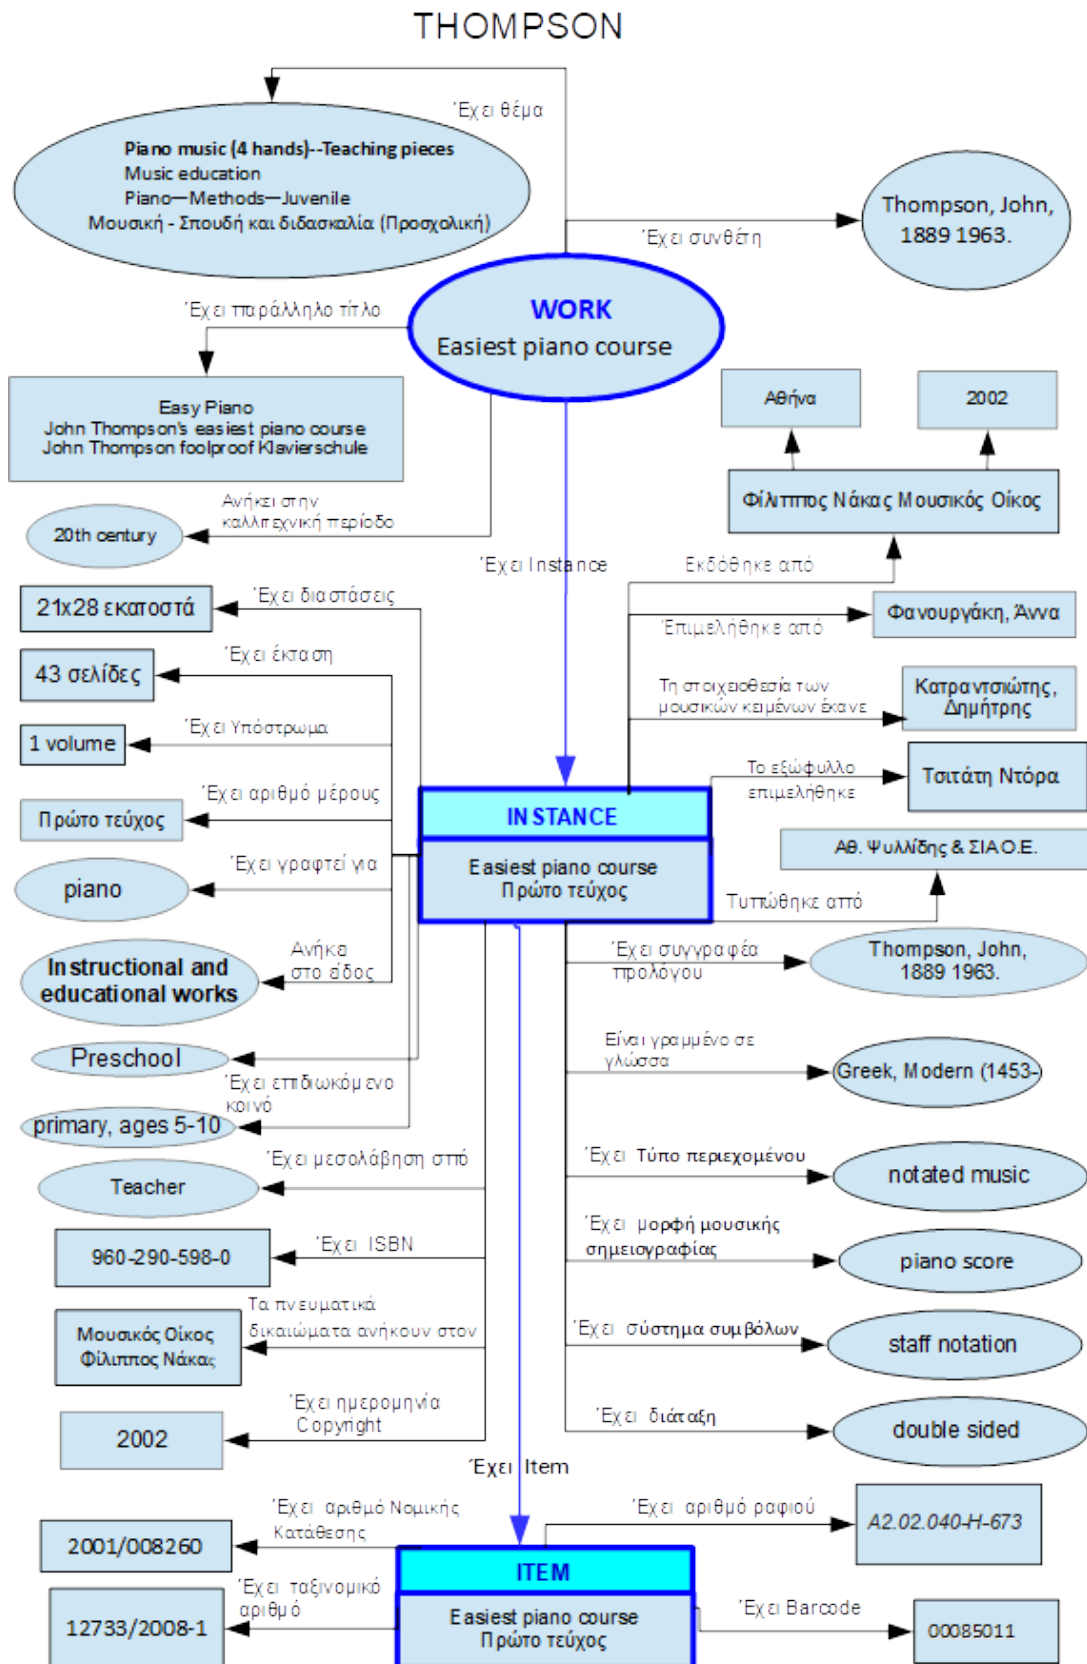 THOMPSON
Έχει θέμα
Piano music (4 hands)--Teaching pieces
Music education
Piano—Methods—Juvenile
Μουσική - Σπουδή και διδασκαλία (Προσχολική)
Thompson, John,
1889 1963.
Έχει συνθέτη
Έχει παράλληλο τίτλο
WORK
Easiest piano course
Easy Piano
John Thompson's easiest piano course
John Thompson foolproof Klavierschule
Αθήνα
2002
Φίλιππος Νάκας Μουσικός Οίκος
Ανήκει στην
καλλιτεχνική περίοδο
20th century
Έχει Instance
Εκδόθηκε από
21x28 εκατοστά
Έχει διαστάσεις
Επιμελήθηκε από
Φανουργάκη, Άννα
43 σελίδες
Έχει έκταση
Τη στοιχειοθεσία των
μουσικών κειμένων έκανε
Κατραντσιώτης,
Δημήτρης
1 volume
Έχει Υπόστρωμα
Το εξώφυλλο
επιμελήθηκε
Τσιτάτη Ντόρα
Πρώτο τεύχος
Έχει αριθμό μέρους
INSTANCE
Easiest piano course
Πρώτο τεύχος
Αθ. Ψυλλίδης & ΣΙΑ Ο.Ε.
piano
Έχει γραφτεί για
Τυπώθηκε από
Instructional and
educational works
Ανήκει
στο είδος
Έχει συγγραφέα
προλόγου
Thompson, John,
1889 1963.
Preschool
Έχει επιδιωκόμενο
κοινό
primary, ages 5-10
Είναι γραμμένο σε
γλώσσα
Greek, Modern (1453-)
Teacher
Έχει μεσολάβηση σπό
Έχει Τύπο περιεχομένου
notated music
960-290-598-0
Έχει ISBN
Έχει μορφή μουσικής
σημειογραφίας
piano score
Μουσικός Οίκος
Φίλιππος Νάκας
Τα πνευματικά
δικαιώματα ανήκουν στον
Έχει σύστημα συμβόλων
staff notation
2002
Έχει ημερομηνία
Copyright
Έχει διάταξη
double sided
Έχει Item
2001/008260
Έχει αριθμό Νομικής
Κατάθεσης
Έχει αριθμό ραφιού
A2.02.040-H-673
ITEM
Easiest piano course
Πρώτο τεύχος
12733/2008-1
Έχει ταξινομικό
αριθμό
Έχει Barcode
00085011